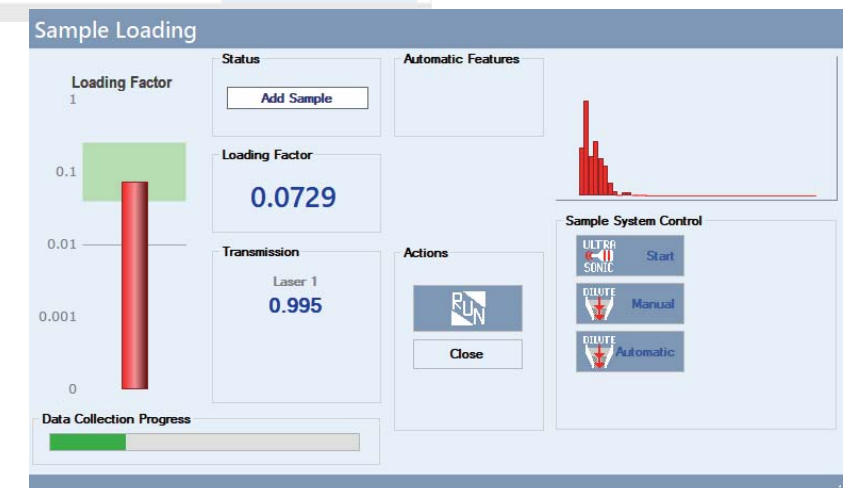 Sample Loading
Loading Factor
1
0.1
0.01
0.001
0
Status
Add Sample
Loading Factor
0.0729
Transmission
Laser 1
0.995
Automatic Features
Actions
RUN
Close
Sample System Control
ULTRA
SONIC
Start
DILUTE
Manual
DILUTE
Automatic
Data Collection Progress